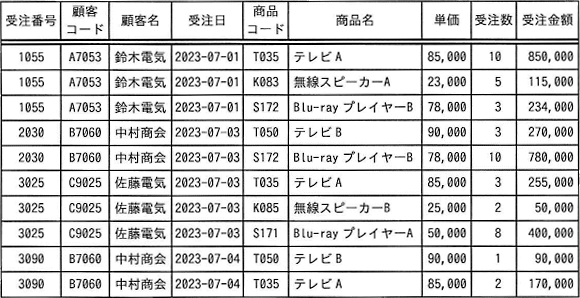 受注番号 顧客コード 顧客名 受注日 商品コード 商品名 単価 受注数 受注金額
1055 A7053 鈴木電気 2023-07-01 T035 テレビA 85,000 10 850,000
1055 A7053 鈴木電気 2023-07-01 K083 無線スピーカーA 23,000 5 115,000
1055 A7053 鈴木電気 2023-07-01 S172 Blu-ray プレイヤーB 78,000 3 234,000
2030 B7060 中村商会 2023-07-03 T050 テレビB 90,000 3 270,000
2030 B7060 中村商会 2023-07-03 S172 Blu-ray プレイヤーB 78,000 10 780,000
3025 C9025 佐藤電気 2023-07-03 T035 テレビA 85,000 3 255,000
3025 C9025 佐藤電気 2023-07-03 K085 無線スピーカーB 25,000 2 50,000
3025 C9025 佐藤電気 2023-07-03 S171 Blu-ray プレイヤーA 50,000 8 400,000
3090 B7060 中村商会 2023-07-04 T050 テレビB 90,000 1 90,000
3090 B7060 中村商会 2023-07-04 T035 テレビA 85,000 2 170,000